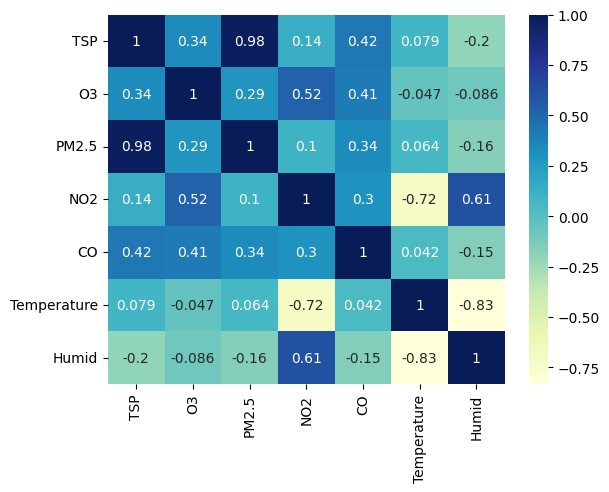 TSP 1 0.34 0.98 0.14 0.42 0.079 -0.2
O3 0.34 1 0.29 0.52 0.41 -0.047 -0.086
PM2.5 0.98 0.29 1 0.1 0.34 0.064 -0.16
NO2 0.14 0.52 0.1 1 0.3 -0.72 0.61
CO 0.42 0.41 0.34 0.3 1 0.042 -0.15
Temperature 0.079 -0.047 0.064 -0.72 0.042 1 -0.83
Humid -0.2 -0.086 -0.16 0.61 -0.15 -0.83 1
TSP O3 PM2.5 NO2 CO Temperature Humid
1.00
0.75
0.50
0.25
0.00
−0.25
−0.50
−0.75